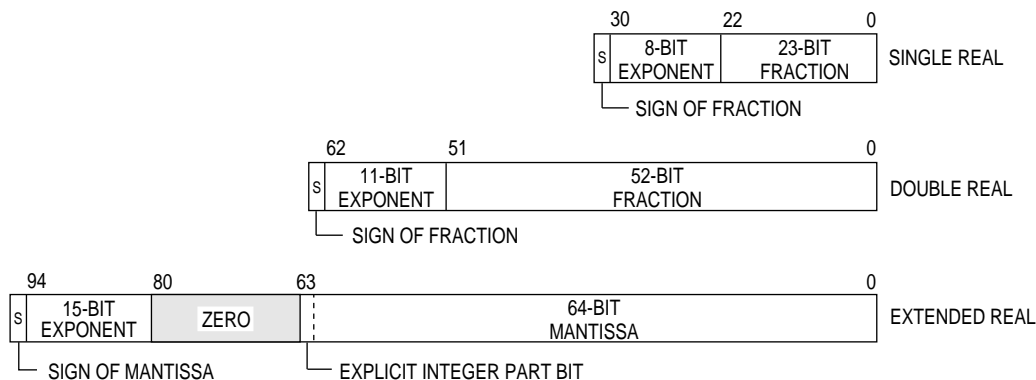 30 22 0
S 8-BIT EXPONENT 23-BIT FRACTION SINGLE REAL
SIGN OF FRACTION
62 51 0
S 11-BIT EXPONENT 52-BIT FRACTION DOUBLE REAL
SIGN OF FRACTION
94 80 63 0
S 15-BIT EXPONENT ZERO 64-BIT MANTISSA EXTENDED REAL
SIGN OF MANTISSA EXPLICIT INTEGER PART BIT